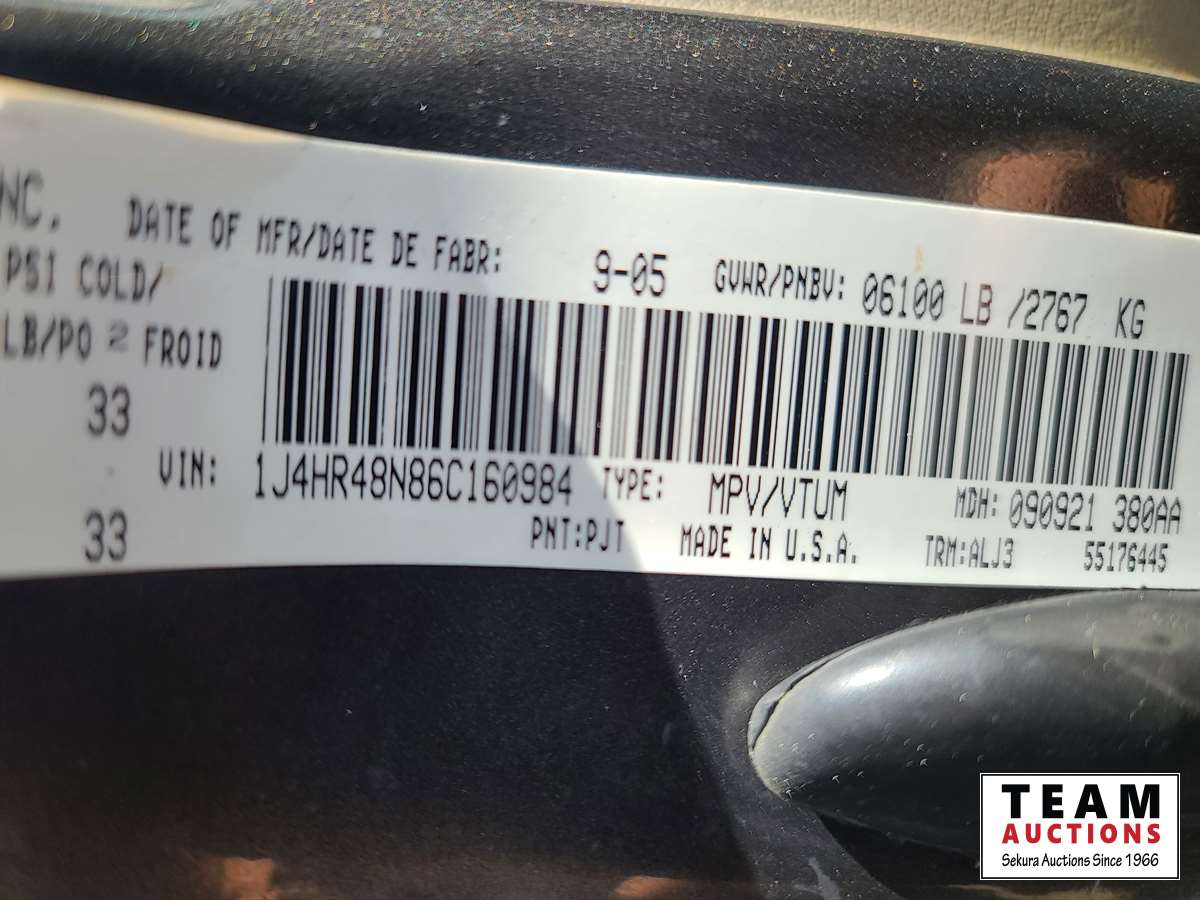 NC. DATE OF MFR/DATE DE FABR: 9-05 GVWR/PNBV: 06100 LB /2767 KG
PSI COLD/
LB/PO 2 FROID
33
VIN: 1J4HR48N86C160984 TYPE: MPV/VTUM MDH: 090921 380AA
33 PNT:PJT MADE IN U.S.A. TRM:ALJ3 55176445
TEAM
AUCTIONS
Sekura Auctions Since 1966